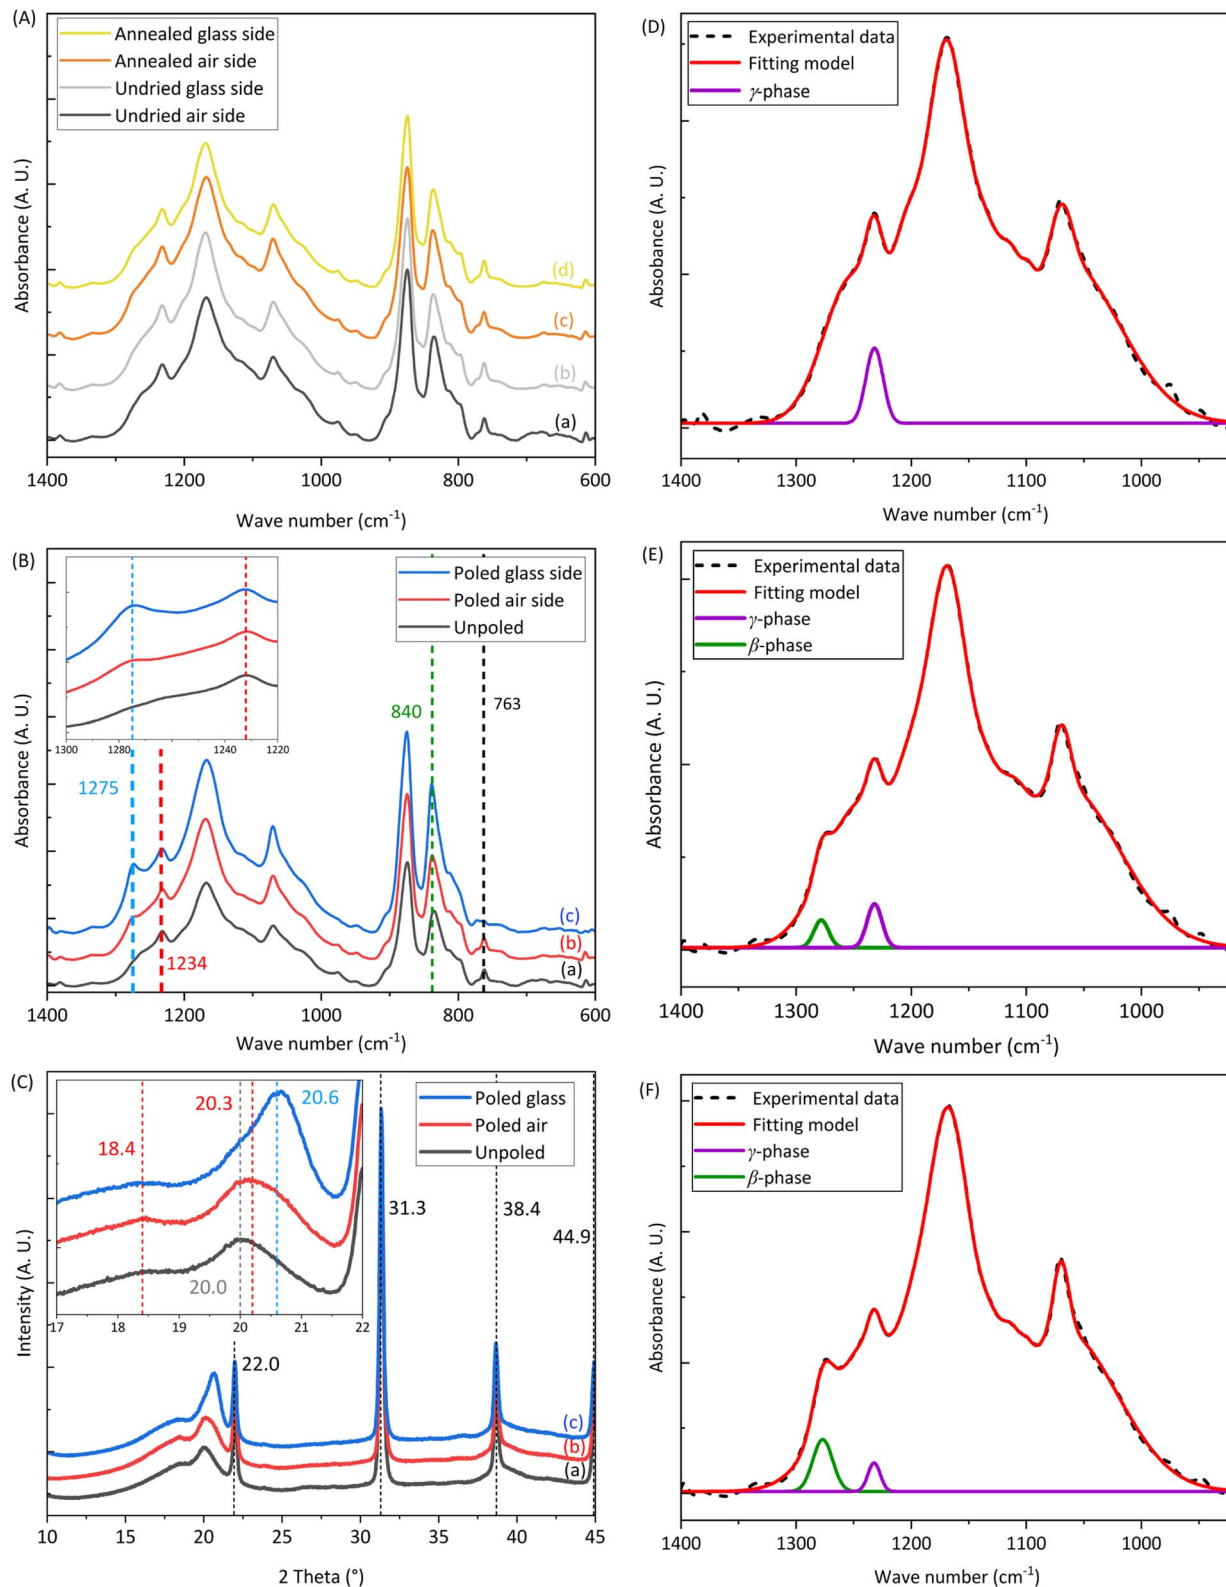 (A)
Annealed glass side
Annealed air side
Undried glass side
Undried air side
(d)
(c)
(b)
(a)
Absorbance (A. U.)
1400 1200 1000 800 600
Wave number (cm-1)
(B)
Poled glass side
Poled air side
Unpoled
1300 1280 1260 1240 1220
1275
1234
840
763
(c)
(b)
(a)
Absorbance (A. U.)
1400 1200 1000 800 600
Wave number (cm-1)
(C)
Poled glass
Poled air
Unpoled
18.4
20.3
20.6
20.0
17 18 19 20 21 22
22.0
31.3
38.4
44.9
(c)
(b)
(a)
Intensity (A. U.)
10 15 20 25 30 35 40 45
2 Theta (°)
(D)
Experimental data
Fitting model
γ-phase
Absobance (A. U.)
1400 1300 1200 1100 1000
Wave number (cm-1)
(E)
Experimental data
Fitting model
γ-phase
β-phase
Absorbance (A. U.)
1400 1300 1200 1100 1000
Wave number (cm-1)
(F)
Experimental data
Fitting model
γ-phase
β-phase
Absorbance (A. U.)
1400 1300 1200 1100 1000
Wave number (cm-1)